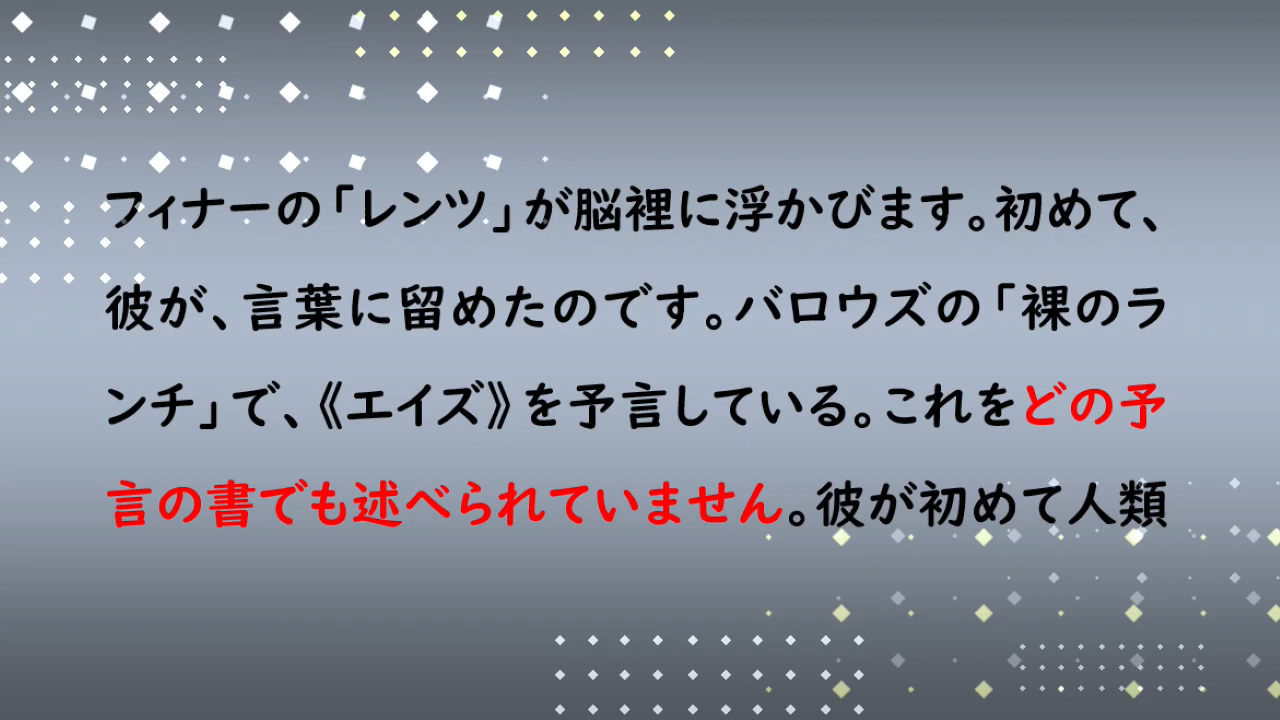 フィナーの「レンツ」が脳裡に浮かびます。初めて、
彼が、言葉に留めたのです。バロウズの「裸のラ
ンチ」で、《エイズ》を予言している。これをどの予
言の書でも述べられていません。彼が初めて人類